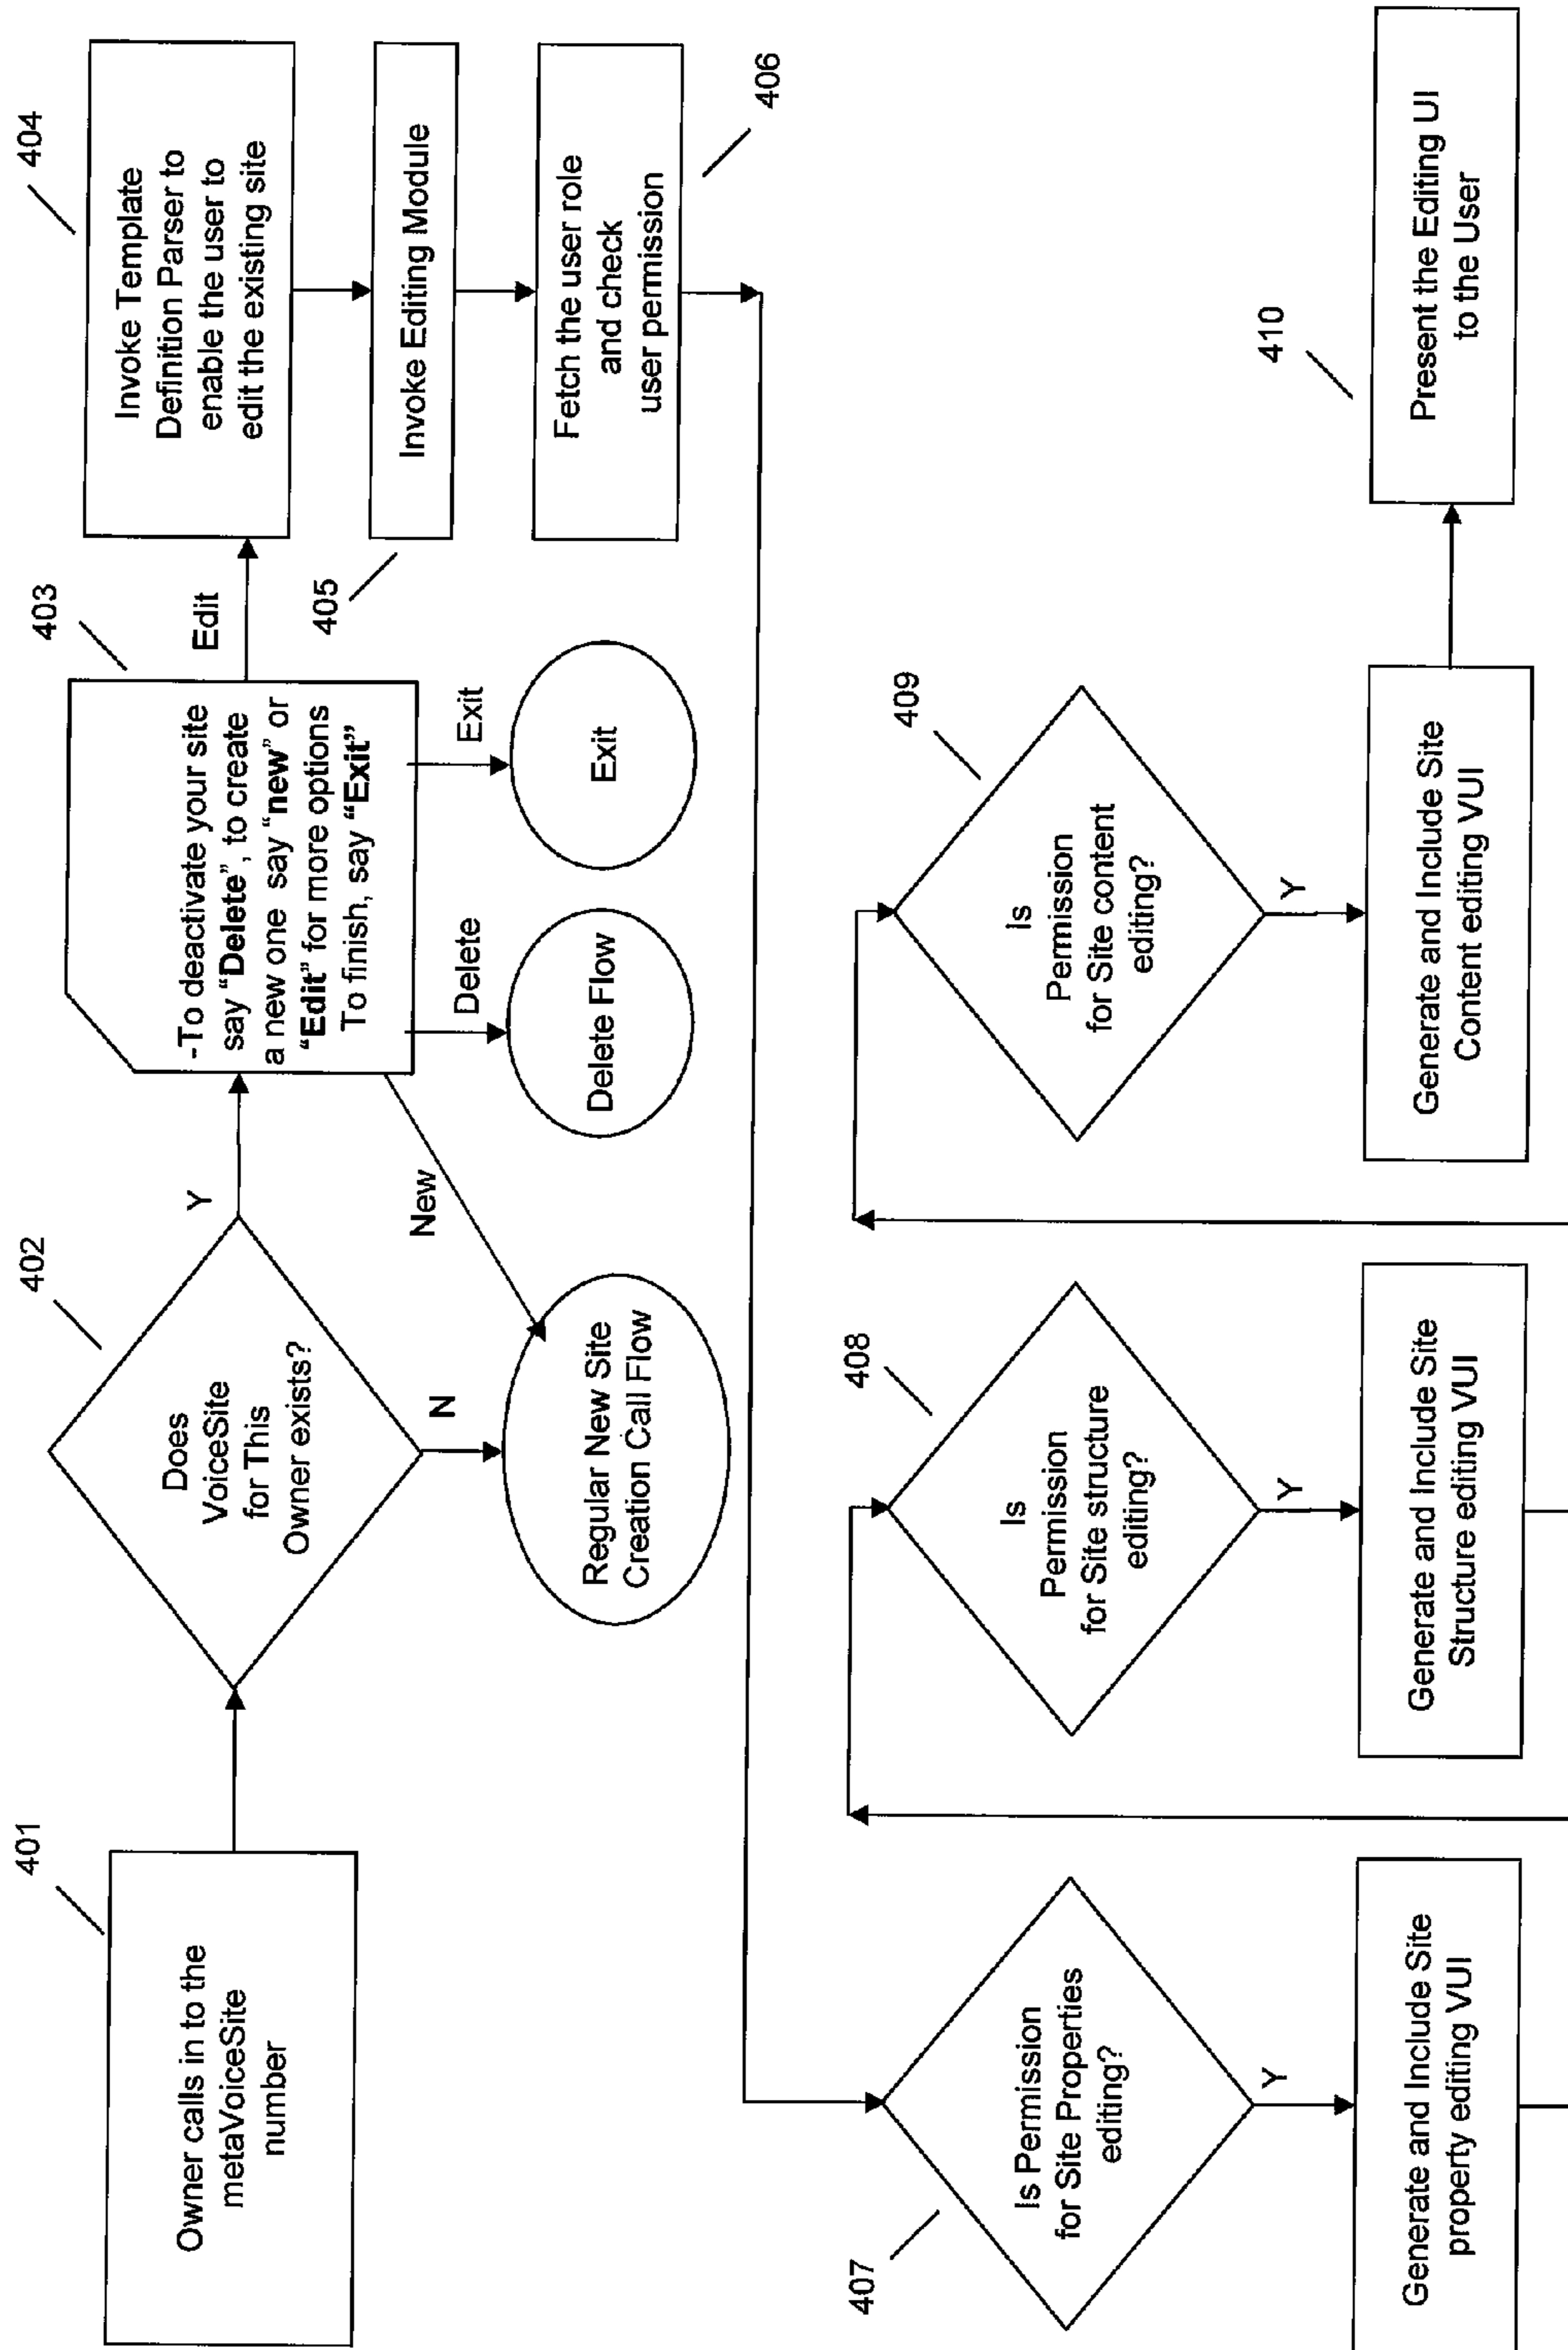 401
Owner calls in to the
metaVoiceSite
number
402
Does
VoiceSite
for This
Owner exists?
Y
N
Regular New Site
Creation Call Flow
403
-To deactivate your site
say “Delete”, to create
a new one say “new” or
“Edit” for more options
To finish, say “Exit”
New
Delete
Delete Flow
Exit
Exit
Edit
404
Invoke Template
Definition Parser to
enable the user to
edit the existing site
405
Invoke Editing Module
406
Fetch the user role
and check
user permission
407
Is Permission
for Site Properties
editing?
Y
Generate and Include Site
property editing VUI
408
Is
Permission
for Site structure
editing?
Y
Generate and Include Site
Structure editing VUI
409
Is
Permission
for Site content
editing?
Y
Generate and Include Site
Content editing VUI
410
Present the Editing UI
to the User